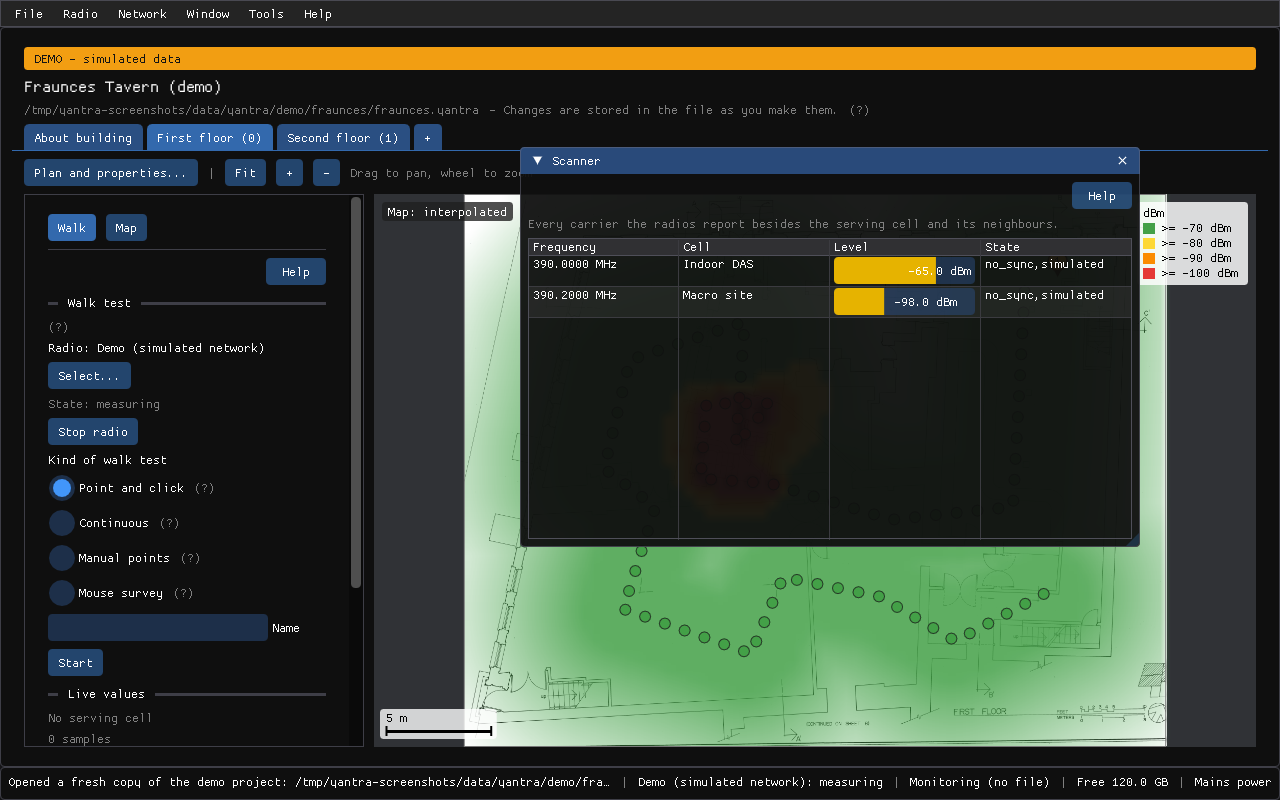 File Radio Network Window Tools Help
DEMO - simulated data
Fraunces Tavern (demo)
/tmp/yantra-screenshots/data/yantra/demo/fraunces/fraunces.yantra - Changes are stored in the file as you make them. (?)
About building First floor (0) Second floor (1) +
Plan and properties... | Fit + - Drag to pan, wheel to
Scanner
Help
Every carrier the radios report besides the serving cell and its neighbours.
Frequency Cell Level State
390.0000 MHz Indoor DAS -65.0 dBm no_sync,simulated
390.2000 MHz Macro site -98.0 dBm no_sync,simulated
Map: interpolated
dBm
>= -70 dBm
>= -80 dBm
>= -90 dBm
>= -100 dBm
Walk Map
Help
Walk test
(?)
Radio: Demo (simulated network)
Select...
State: measuring
Stop radio
Kind of walk test
Point and click (?)
Continuous (?)
Manual points (?)
Mouse survey (?)
Name
Start
Live values
No serving cell
0 samples
5 m
FIRST FLOOR
Opened a fresh copy of the demo project: /tmp/yantra-screenshots/data/yantra/demo/fra… | Demo (simulated network): measuring | Monitoring (no file) | Free 120.0 GB | Mains power